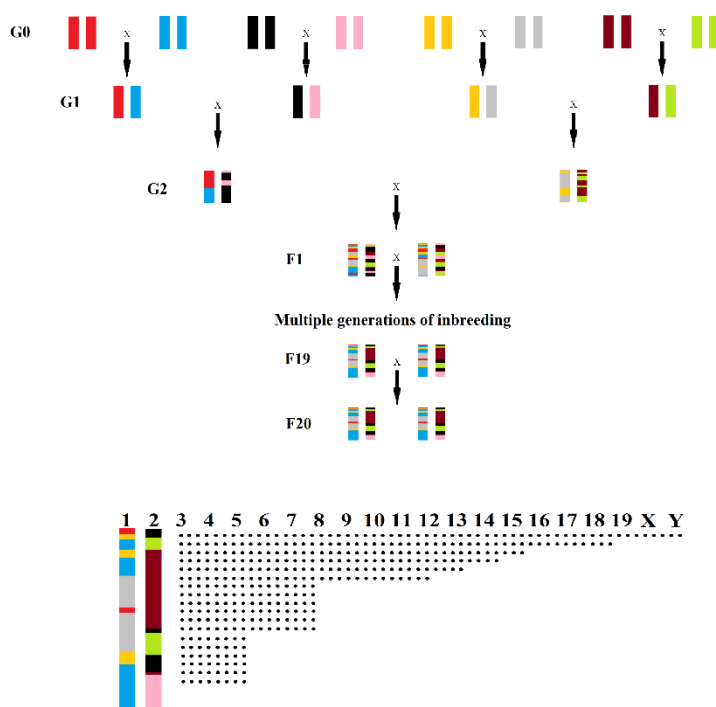 G0 x x x x
G1 x x
G2 x
F1 x
Multiple generations of inbreeding
F19 x
F20
1 2 3 4 5 6 7 8 9 10 11 12 13 14 15 16 17 18 19 X Y